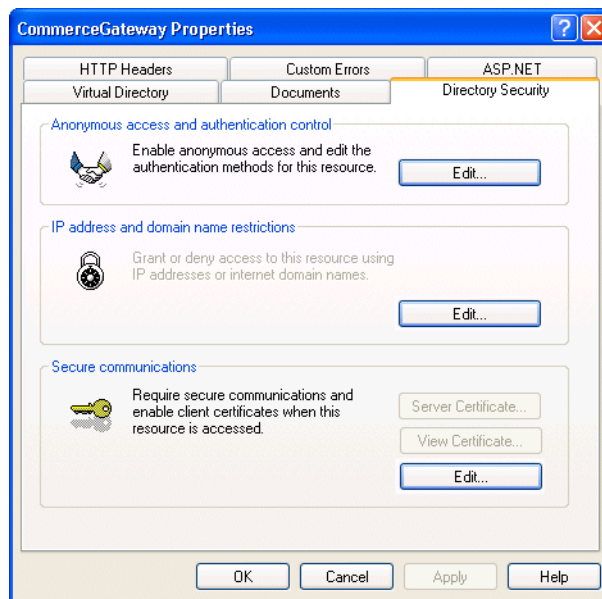 CommerceGateway Properties
HTTP Headers
Custom Errors
ASP.NET
Virtual Directory
Documents
Directory Security
Anonymous access and authentication control
Enable anonymous access and edit the
authentication methods for this resource.
Edit...
IP address and domain name restrictions
Grant or deny access to this resource using
IP addresses or internet domain names.
Edit...
Secure communications
Require secure communications and
enable client certificates when this
resource is accessed.
Server Certificate...
View Certificate...
Edit...
OK
Cancel
Apply
Help